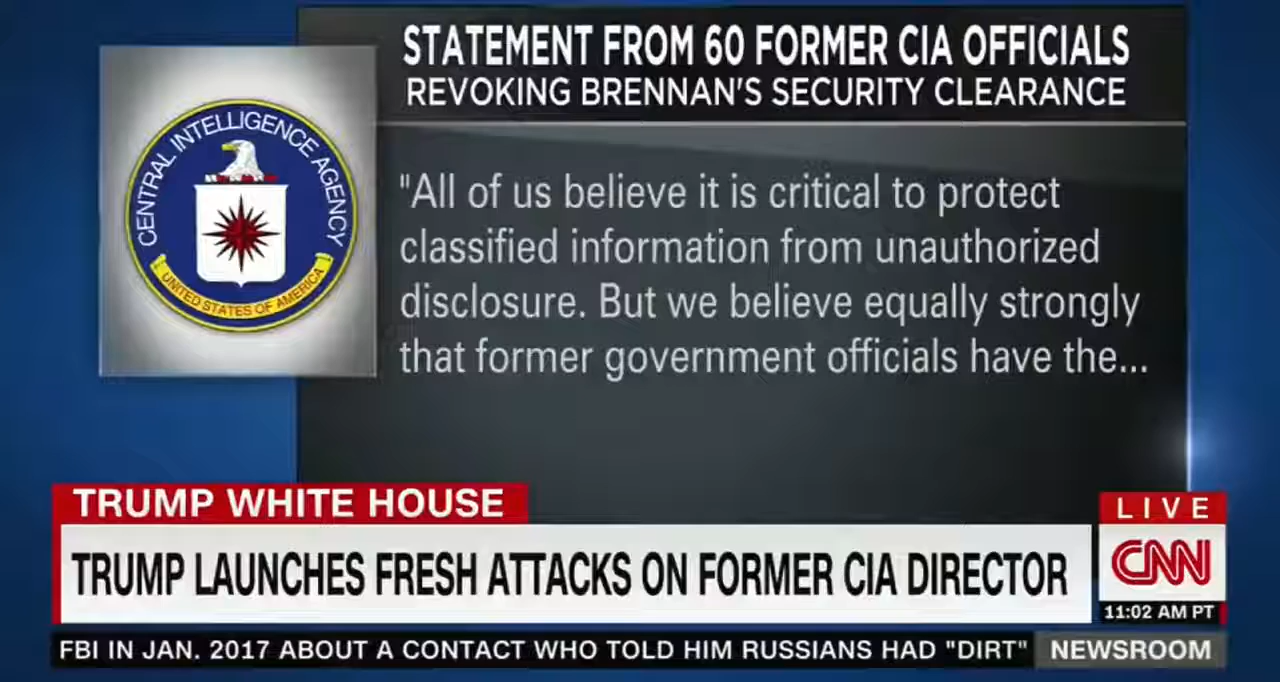 STATEMENT FROM 60 FORMER CIA OFFICIALS
REVOKING BRENNAN'S SECURITY CLEARANCE
CENTRAL INTELLIGENCE AGENCY
UNITED STATES OF AMERICA
"All of us believe it is critical to protect
classified information from unauthorized
disclosure. But we believe equally strongly
that former government officials have the...
TRUMP WHITE HOUSE
TRUMP LAUNCHES FRESH ATTACKS ON FORMER CIA DIRECTOR
LIVE
CNN
11:02 AM PT
FBI IN JAN. 2017 ABOUT A CONTACT WHO TOLD HIM RUSSIANS HAD "DIRT"
NEWSROOM